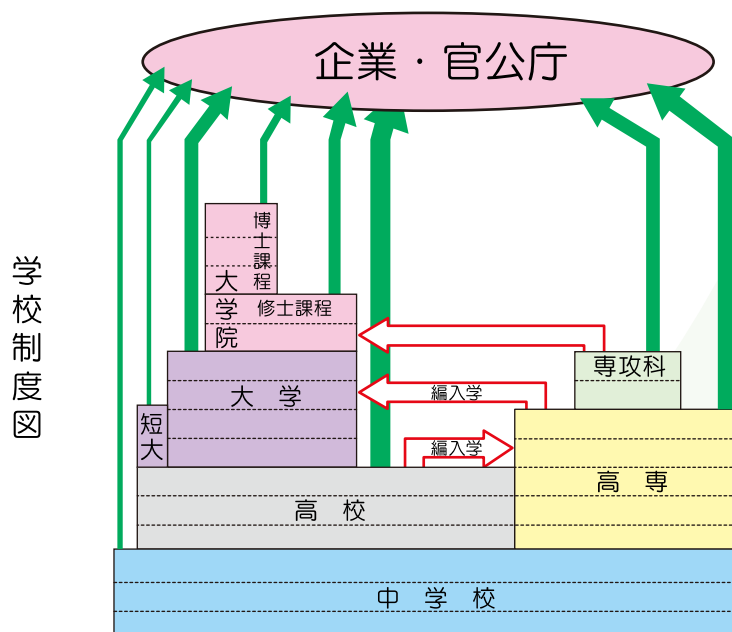 企業・官公庁
学校制度図
博士課程
大学院
修士課程
専攻科
大学
編入学
短大
編入学
高専
高校
中学校